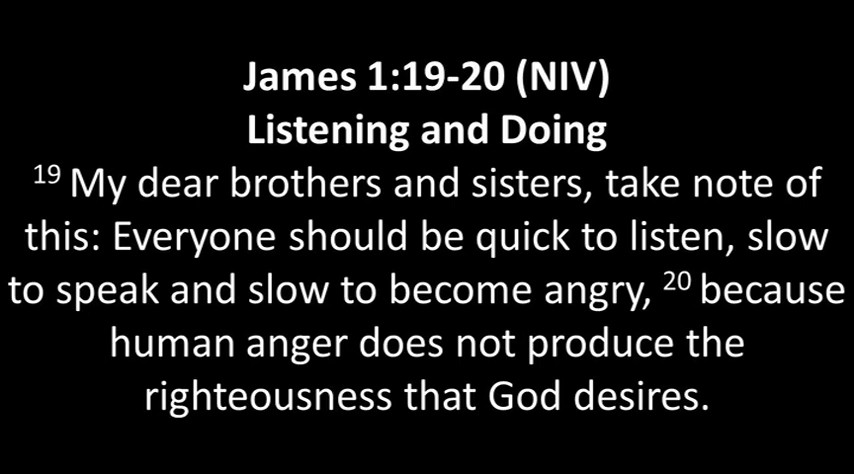 James 1:19-20 (NIV)
Listening and Doing
19 My dear brothers and sisters, take note of
this: Everyone should be quick to listen, slow
to speak and slow to become angry, 20 because
human anger does not produce the
righteousness that God desires.